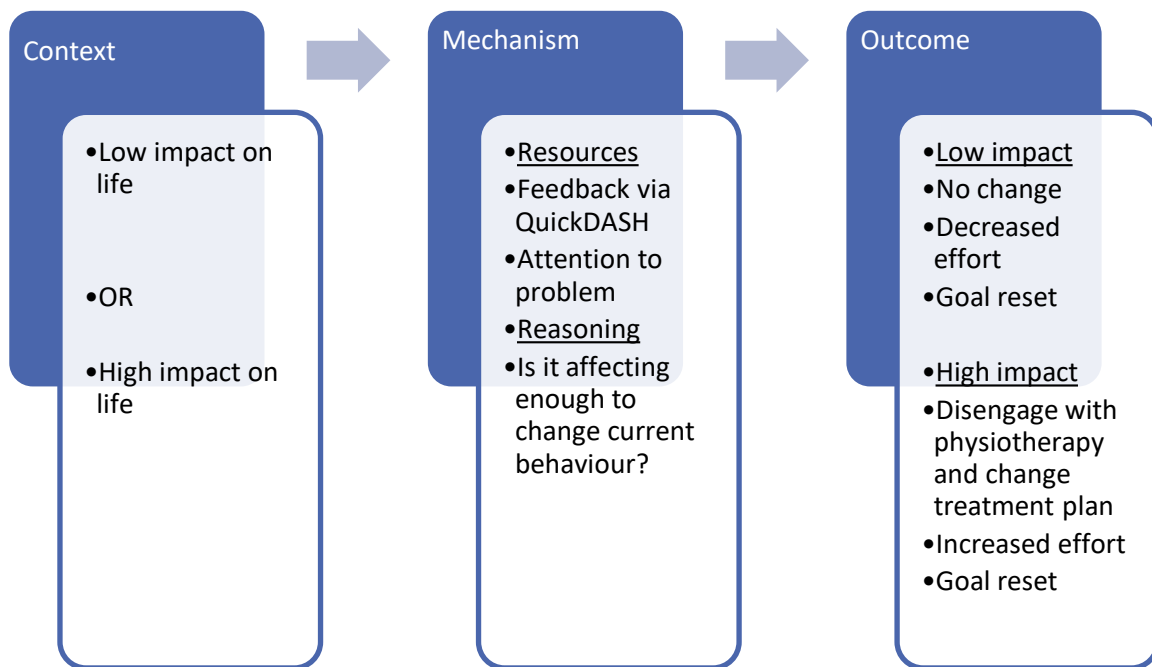 Context
•Low impact on
life
•OR
•High impact on
life
Mechanism
•Resources
•Feedback via
QuickDASH
•Attention to
problem
•Reasoning
•Is it affecting
enough to
change current
behaviour?
Outcome
•Low impact
•No change
•Decreased
effort
•Goal reset
•High impact
•Disengage with
physiotherapy
and change
treatment plan
•Increased effort
•Goal reset